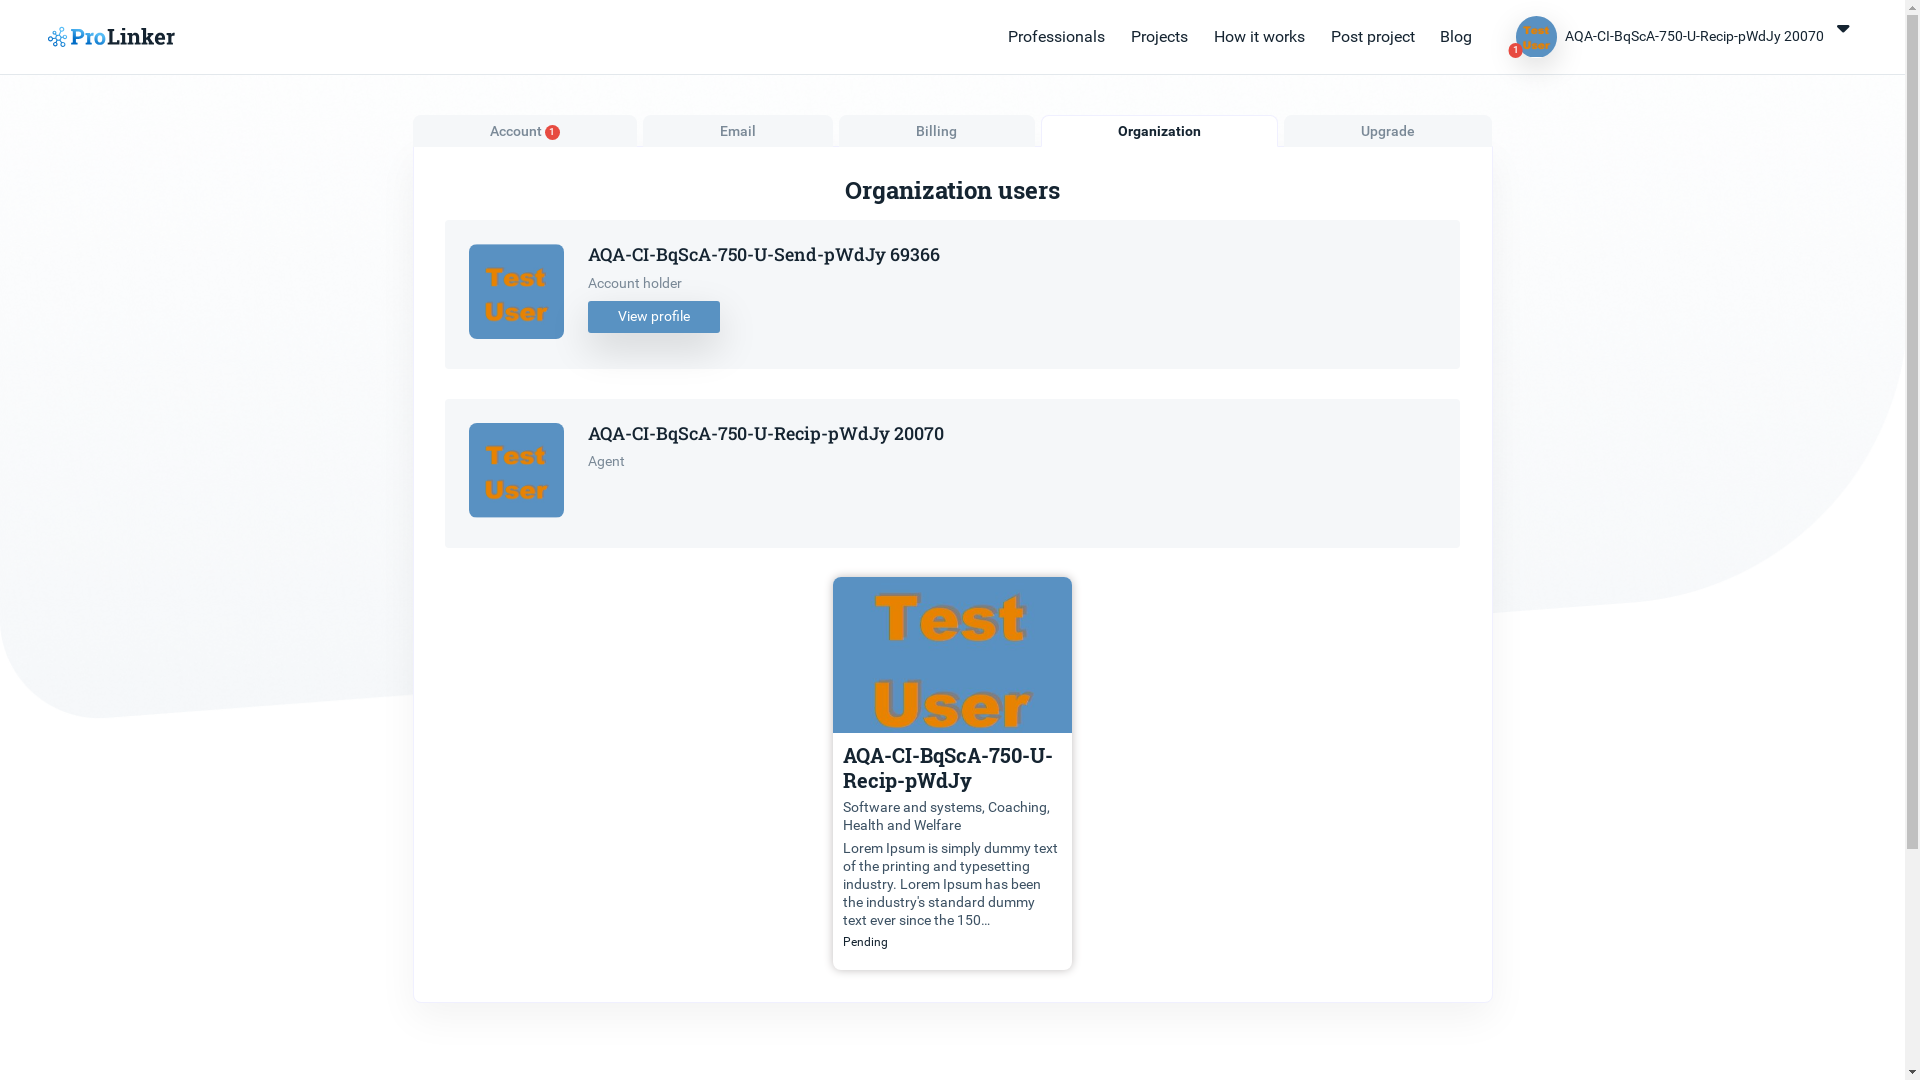 ProLinker
Professionals
Projects
How it works
Post project
Blog
Test
User
1
AQA-CI-BqScA-750-U-Recip-pWdJy 20070
Account 1
Email
Billing
Organization
Upgrade
Organization users
Test
User
AQA-CI-BqScA-750-U-Send-pWdJy 69366
Account holder
View profile
Test
User
AQA-CI-BqScA-750-U-Recip-pWdJy 20070
Agent
Test
User
AQA-CI-BqScA-750-U-
Recip-pWdJy
Software and systems, Coaching,
Health and Welfare
Lorem Ipsum is simply dummy text
of the printing and typesetting
industry. Lorem Ipsum has been
the industry's standard dummy
text ever since the 150...
Pending